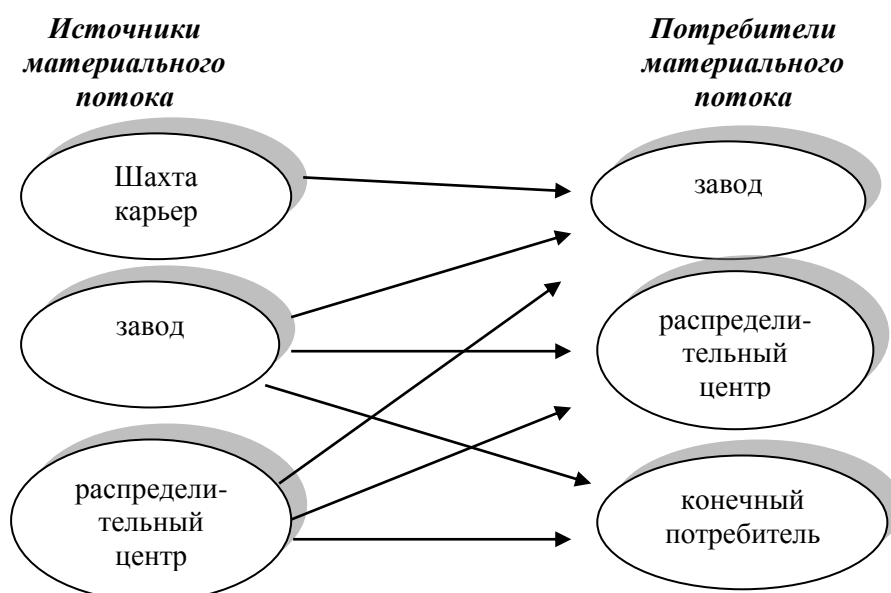 Источники
материального
потока
Потребители
материального
потока
Шахта
карьер
завод
завод
распредели-
тельный
центр
распредели-
тельный
центр
конечный
потребитель